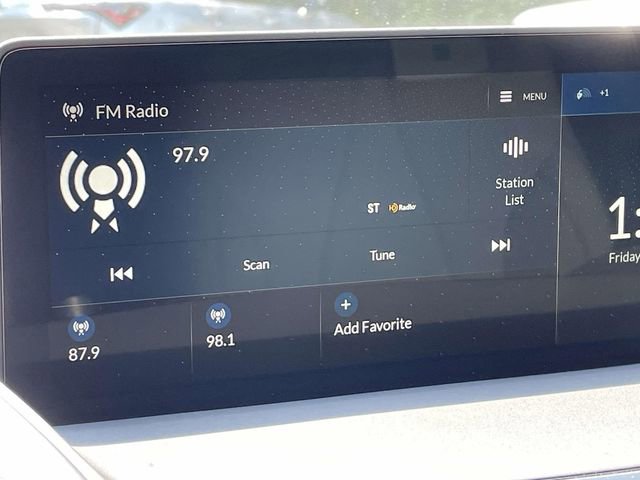 FM Radio
MENU
+1
97.9
ST HD Radio
Station
List
Scan
Tune
Friday
87.9
98.1
Add Favorite